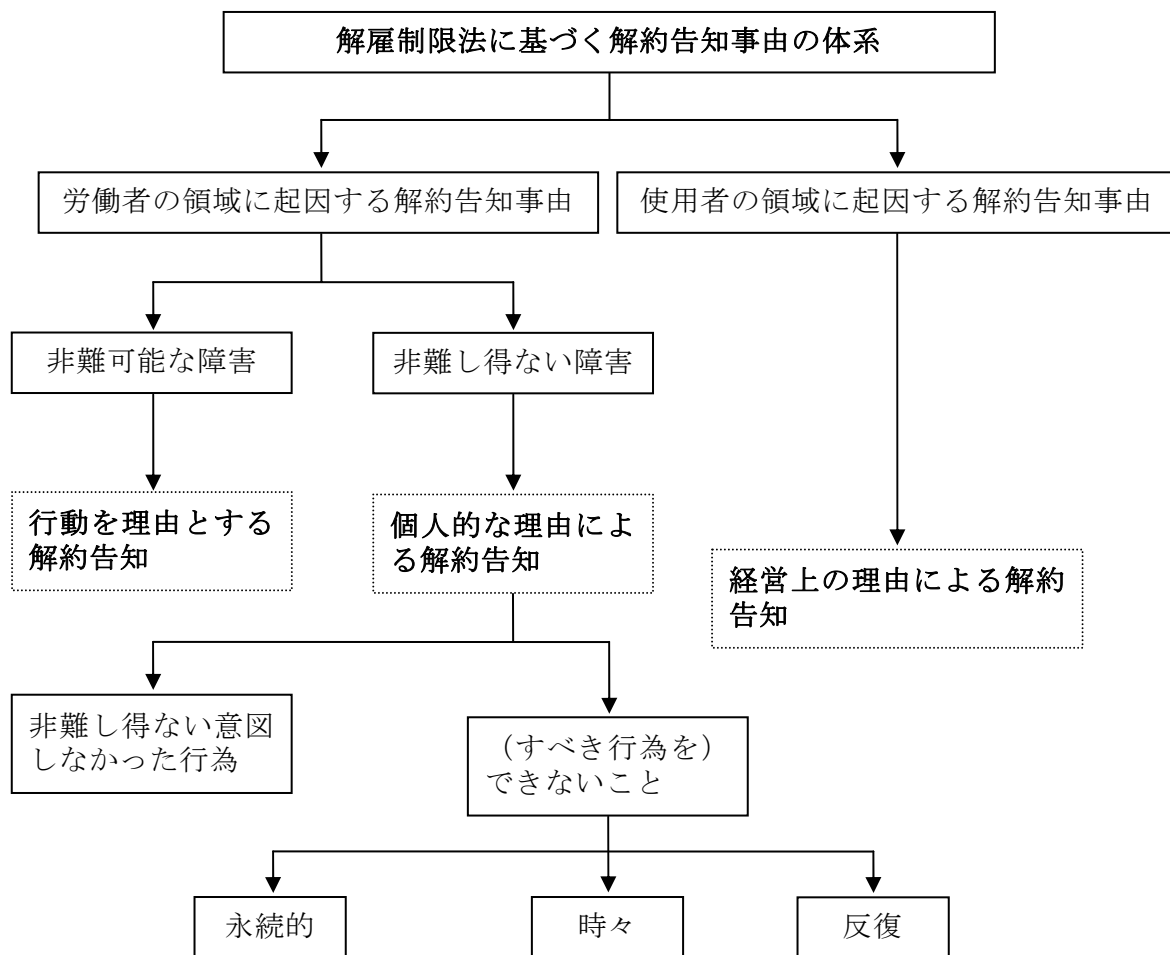 解雇制限法に基づく解約告知事由の体系
労働者の領域に起因する解約告知事由
使用者の領域に起因する解約告知事由
非難可能な障害
非難し得ない障害
行動を理由とする
解約告知
個人的な理由によ
る解約告知
経営上の理由による解約
告知
非難し得ない意図
しなかった行為
（すべき行為を）
できないこと
永続的
時々
反復